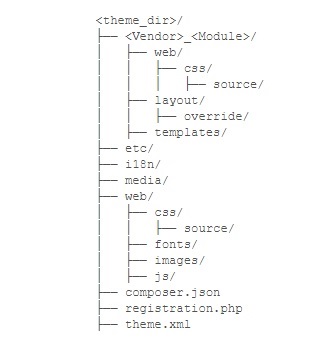 <theme_dir>/
├── <Vendor>_<Module>/
│   ├── web/
│   │   ├── css/
│   │   │   ├── source/
│   ├── layout/
│   │   ├── override/
│   ├── templates/
├── etc/
├── i18n/
├── media/
├── web/
│   ├── css/
│   │   ├── source/
│   ├── fonts/
│   ├── images/
│   ├── js/
├── composer.json
├── registration.php
├── theme.xml